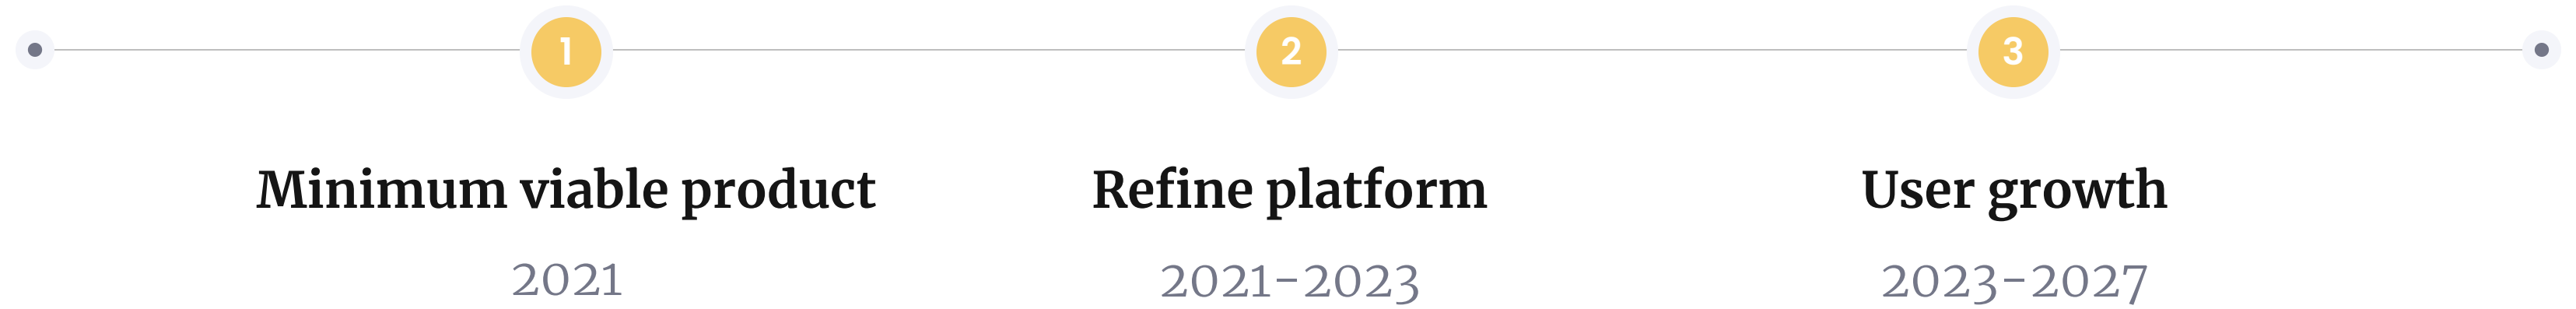 1
2
3
Minimum viable product
Refine platform
User growth
2021
2021-2023
2023-2027